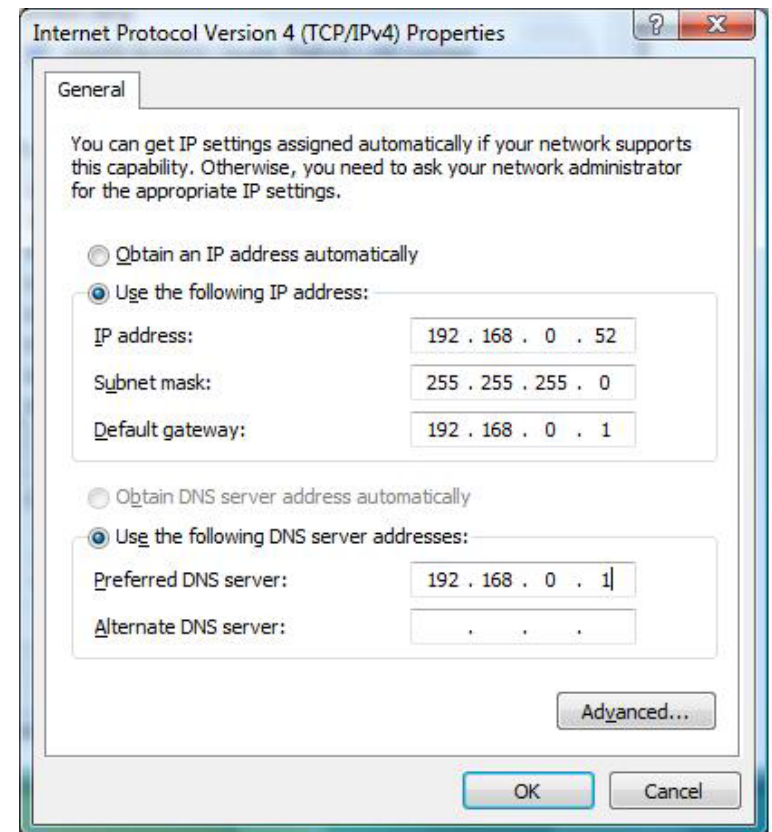 Internet Protocol Version 4 (TCP/IPv4) Properties
General
You can get IP settings assigned automatically if your network supports
this capability. Otherwise, you need to ask your network administrator
for the appropriate IP settings.
Obtain an IP address automatically
Use the following IP address:
IP address: 192 . 168 . 0 . 52
Subnet mask: 255 . 255 . 255 . 0
Default gateway: 192 . 168 . 0 . 1
Obtain DNS server address automatically
Use the following DNS server addresses:
Preferred DNS server: 192 . 168 . 0 . 1
Alternate DNS server: . . .
Advanced...
OK Cancel